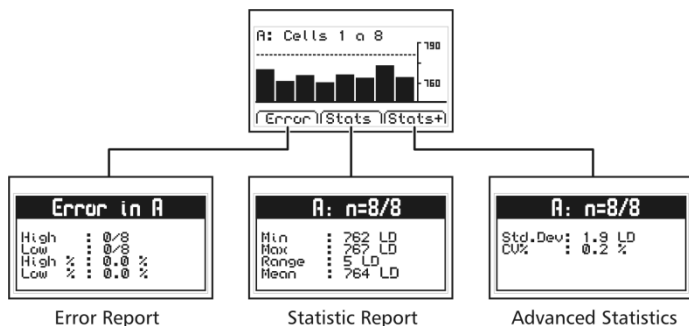 A: Cells 1 a 8
790
760
Error Stats Stats+
Error in A
High : 0/8
Low : 0/8
High % : 0.0 %
Low % : 0.0 %
Error Report
A: n=8/8
Min : 762 LD
Max : 767 LD
Range : 5 LD
Mean : 764 LD
Statistic Report
A: n=8/8
Std.Dev: 1.9 LD
CV% : 0.2 %
Advanced Statistics